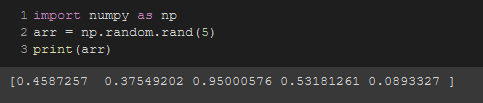 1 import numpy as np
2 arr = np.random.rand(5)
3 print(arr)
[0.4587257  0.37549202 0.95000576 0.53181261 0.0893327 ]